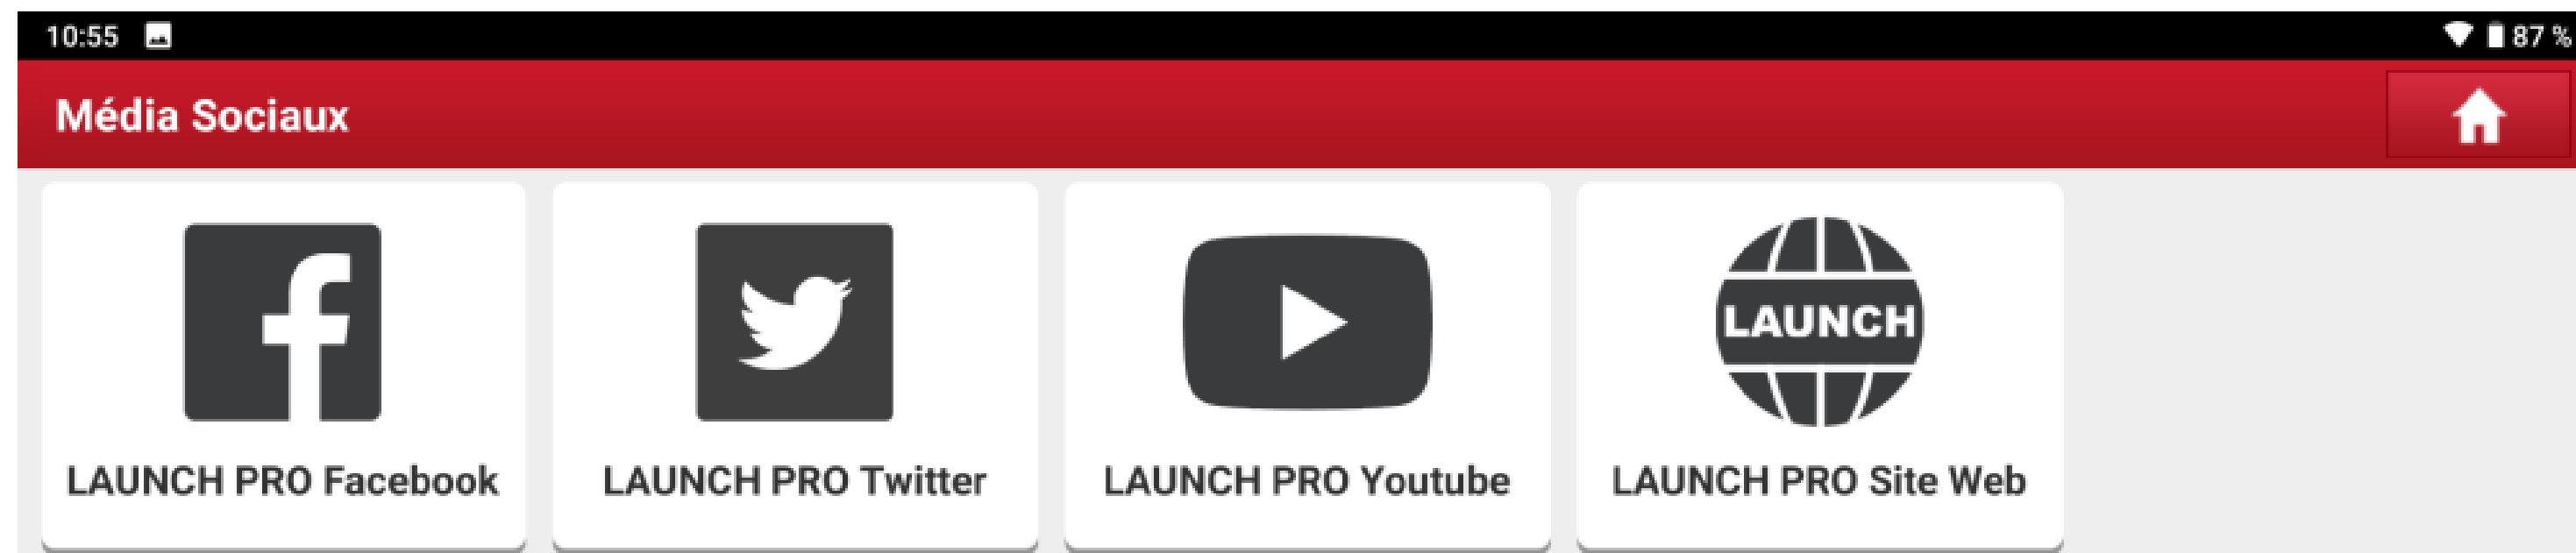 10:55 87 %
Média Sociaux
LAUNCH
LAUNCH PRO Facebook LAUNCH PRO Twitter LAUNCH PRO Youtube LAUNCH PRO Site Web